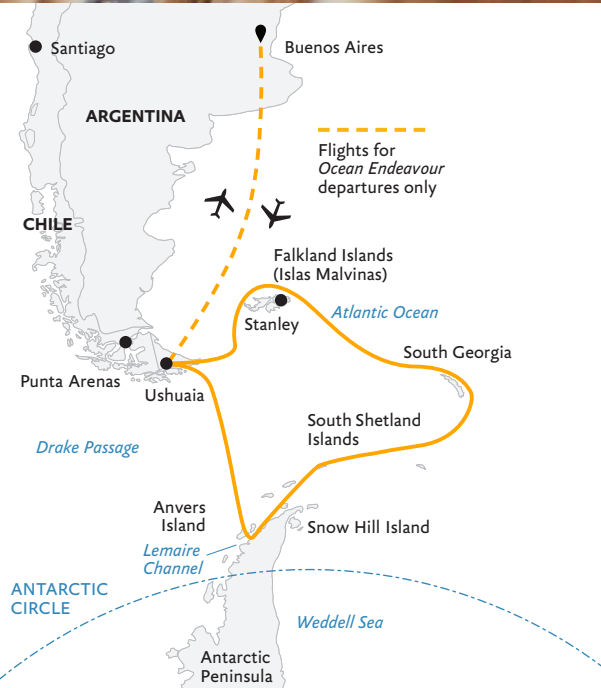 Santiago
Buenos Aires
ARGENTINA
Flights for
Ocean Endeavour
departures only
CHILE
Falkland Islands
(Islas Malvinas)
Atlantic Ocean
Stanley
South Georgia
Punta Arenas
Ushuaia
South Shetland
Islands
Drake Passage
Anvers
Island
Snow Hill Island
Lemaire
Channel
ANTARCTIC
CIRCLE
Weddell Sea
Antarctic
Peninsula